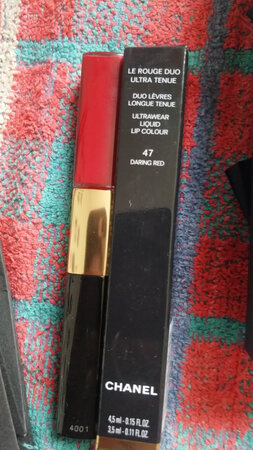 LE ROUGE DUO
ULTRA TENUE
DUO LÈVRES
LONGUE TENUE
ULTRAWEAR
LIQUID
LIP COLOUR
47
DARING RED
CHANEL
4,5 ml - 0.15 FL.OZ.
3,5 ml - 0.11 FL.OZ.
4001